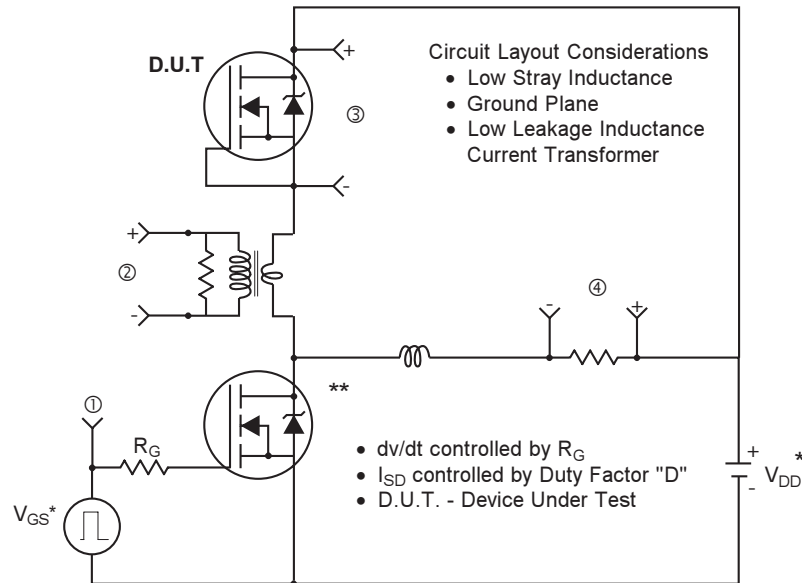 D.U.T
+
③
-
Circuit Layout Considerations
• Low Stray Inductance
• Ground Plane
• Low Leakage Inductance
Current Transformer
+
②
-
④
-
+
**
①
R_G
V_GS*
• dv/dt controlled by R_G
• I_SD controlled by Duty Factor "D"
• D.U.T. - Device Under Test
+
-
V_DD*